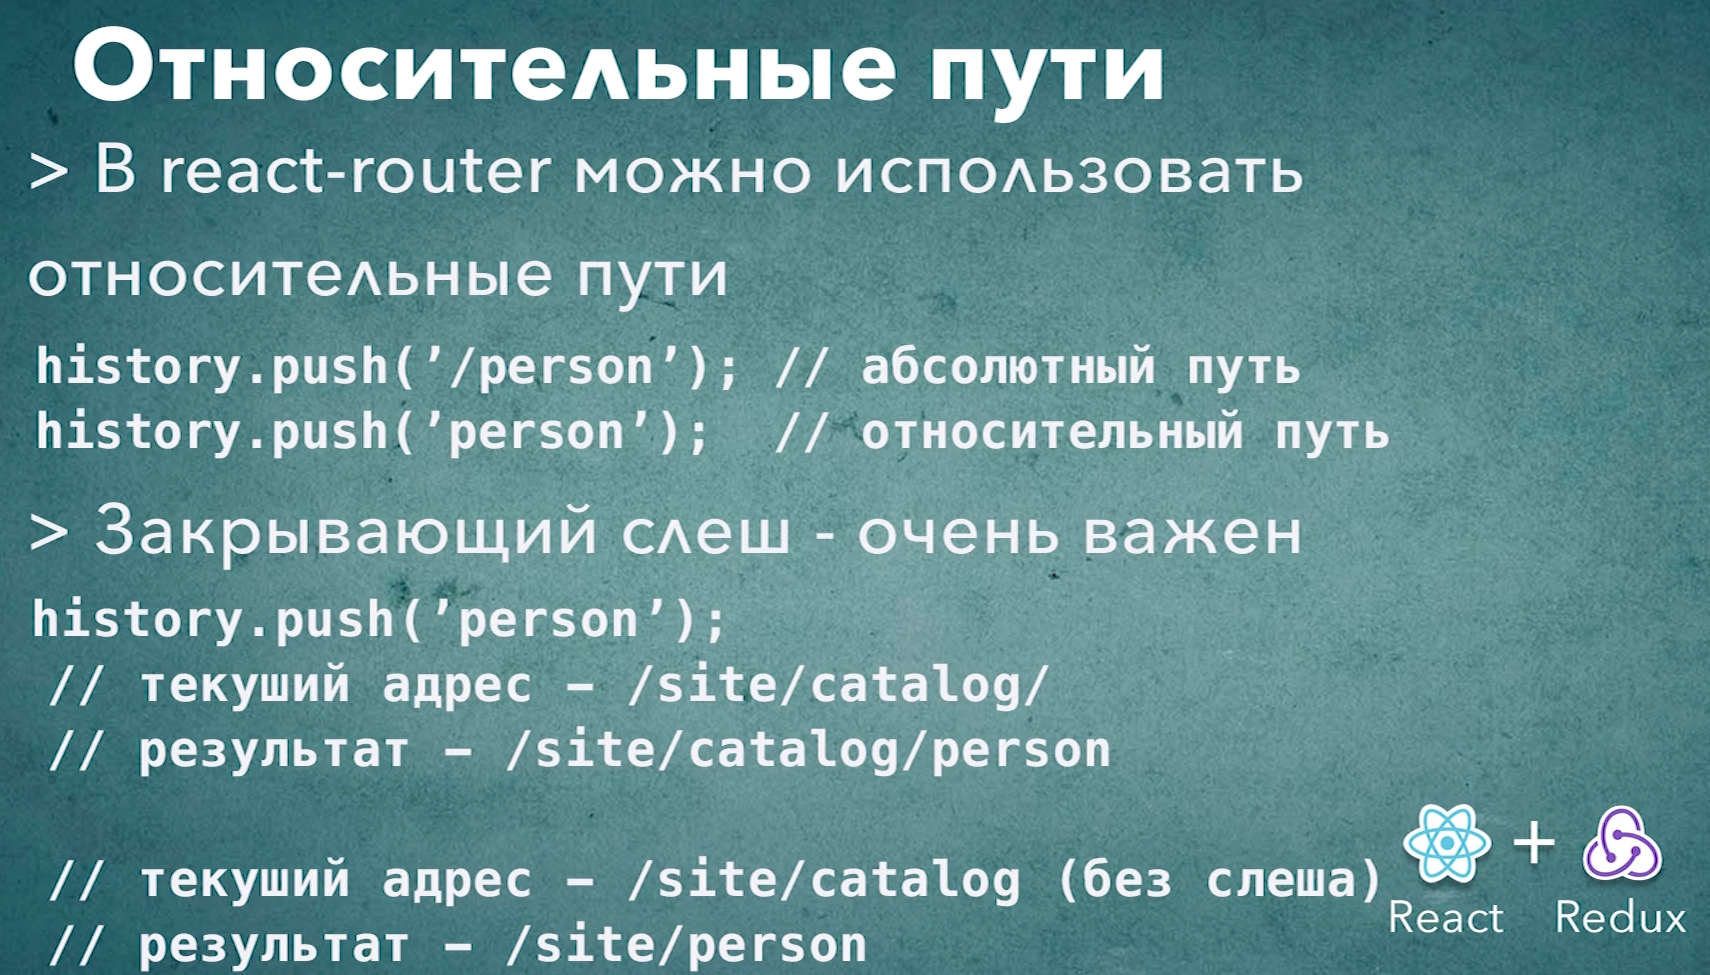 Относительные пути
> В react-router можно использовать
относительные пути
history.push(’/person’); // абсолютный путь
history.push(’person’);  // относительный путь
> Закрывающий слеш - очень важен
history.push(’person’);
// текуший адрес – /site/catalog/
// результат – /site/catalog/person
// текуший адрес – /site/catalog (без слеша)
// результат – /site/person
React + Redux